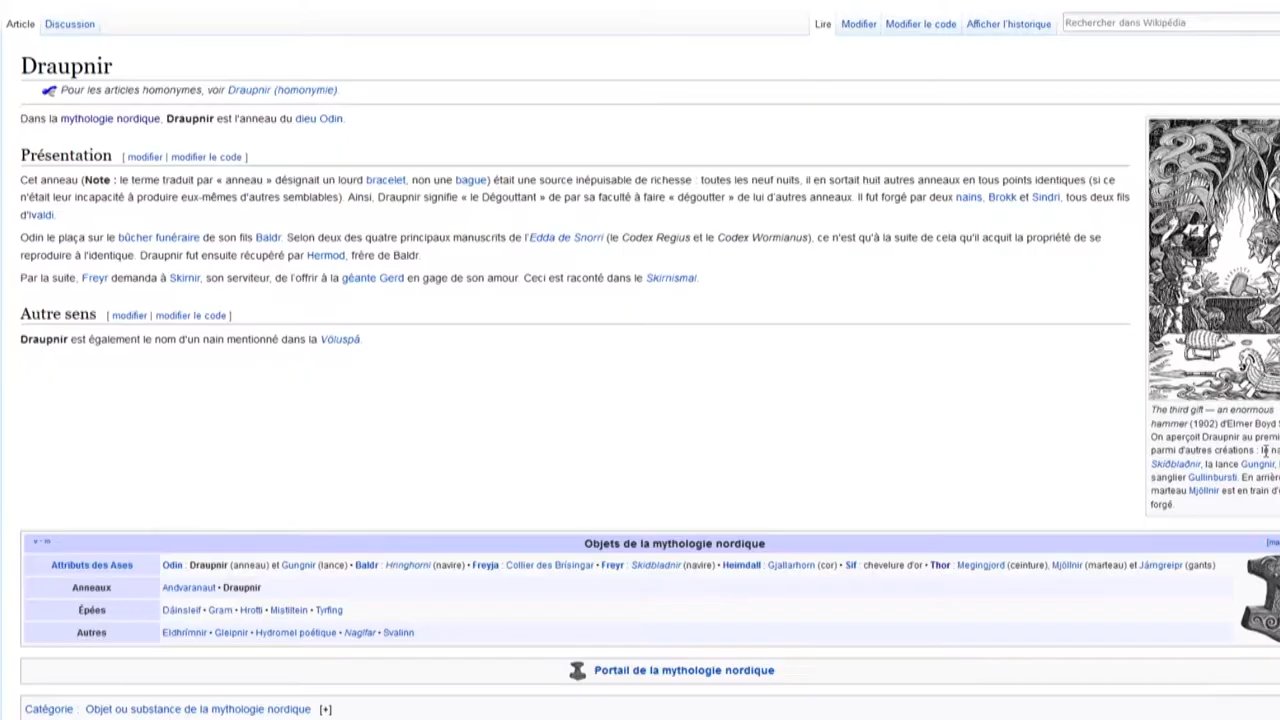 Article Discussion Lire Modifier Modifier le code Afficher l'historique Rechercher dans Wikipédia
Draupnir
Pour les articles homonymes, voir Draupnir (homonymie).
Dans la mythologie nordique, Draupnir est l'anneau du dieu Odin.
Présentation [ modifier | modifier le code ]
Cet anneau (Note : le terme traduit par « anneau » désignait un lourd bracelet, non une bague) était une source inépuisable de richesse : toutes les neuf nuits, il en sortait huit autres anneaux en tous points identiques (si ce
n'était leur incapacité à produire eux-mêmes d'autres semblables). Ainsi, Draupnir signifie « le Dégouttant » de par sa faculté à faire « dégoutter » de lui d'autres anneaux. Il fut forgé par deux nains, Brokk et Sindri, tous deux fils
d'Ivaldi.
Odin le plaça sur le bûcher funéraire de son fils Baldr. Selon deux des quatre principaux manuscrits de l'Edda de Snorri (le Codex Regius et le Codex Wormianus), ce n'est qu'à la suite de cela qu'il acquit la propriété de se
reproduire à l'identique. Draupnir fut ensuite récupéré par Hermod, frère de Baldr.
Par la suite, Freyr demanda à Skirnir, son serviteur, de l'offrir à la géante Gerd en gage de son amour. Ceci est raconté dans le Skirnismal.
Autre sens [ modifier | modifier le code ]
Draupnir est également le nom d'un nain mentionné dans la Völuspá.
The third gift — an enormous
hammer (1902) d'Elmer Boyd
On aperçoit Draupnir au
parmi d'autres créations :
Skíðblaðnir, la lance Gungnir,
sanglier Gullinbursti. En
marteau Mjöllnir est en train
forgé.
v · m Objets de la mythologie nordique
Attributs des Ases Odin : Draupnir (anneau) et Gungnir (lance) • Baldr : Hringhorni (navire) • Freyja : Collier des Brísingar • Freyr : Skidbladnir (navire) • Heimdall : Gjallarhorn (cor) • Sif : chevelure d'or • Thor : Megingjord (ceinture), Mjöllnir (marteau) et Járngreipr (gants)
Anneaux Andvaranaut • Draupnir
Épées Dáinsleif • Gram • Hrotti • Mistilteinn • Tyrfing
Autres Eldhrímnir • Gleipnir • Hydromel poétique • Naglfar • Svalinn
Portail de la mythologie nordique
Catégorie : Objet ou substance de la mythologie nordique [+]